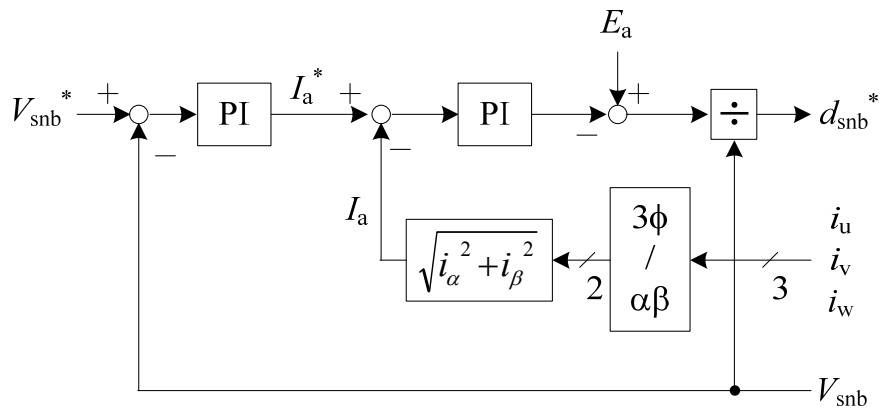 E_a
V_snb* + − PI I_a* + − PI − + ÷ d_snb*
I_a
√(i_α² + i_β²)
2
3ϕ
/
αβ
3
i_u
i_v
i_w
V_snb